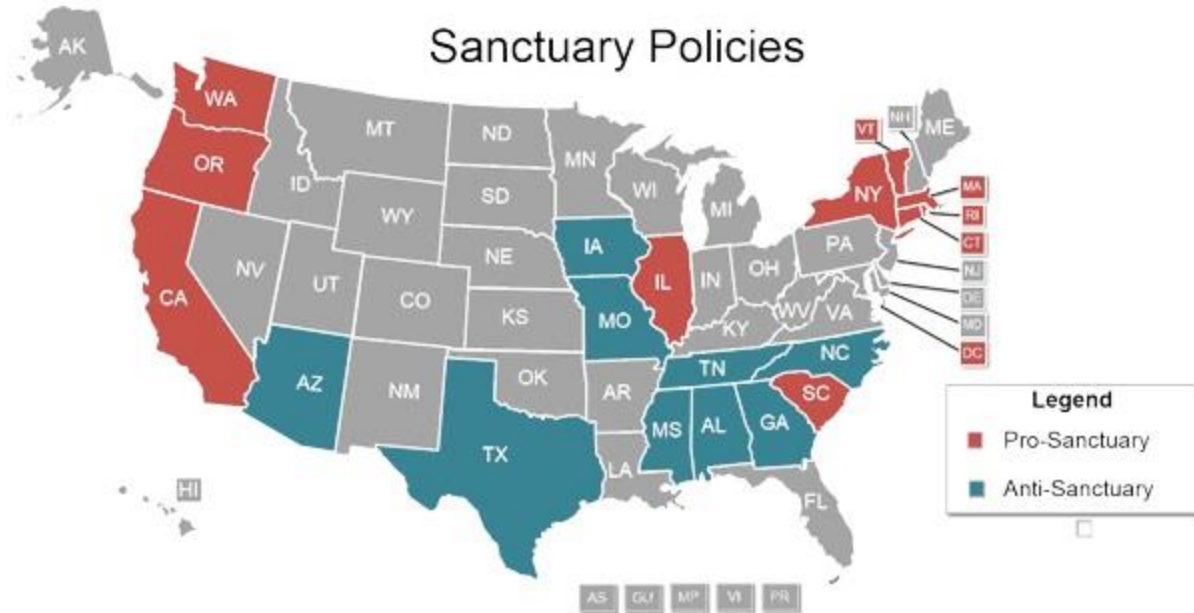 Sanctuary Policies
AK
WA
MT
ND
MN
VT
NH
ME
OR
ID
SD
WI
MI
NY
MA
WY
RI
IA
NE
PA
CT
NV
UT
CO
IL
IN
OH
NJ
CA
KS
MO
WV
VA
DE
KY
MD
AZ
NM
OK
AR
TN
NC
DC
SC
TX
MS
AL
GA
LA
FL
HI
Legend
Pro-Sanctuary
Anti-Sanctuary
AS
GU
MP
VI
PR